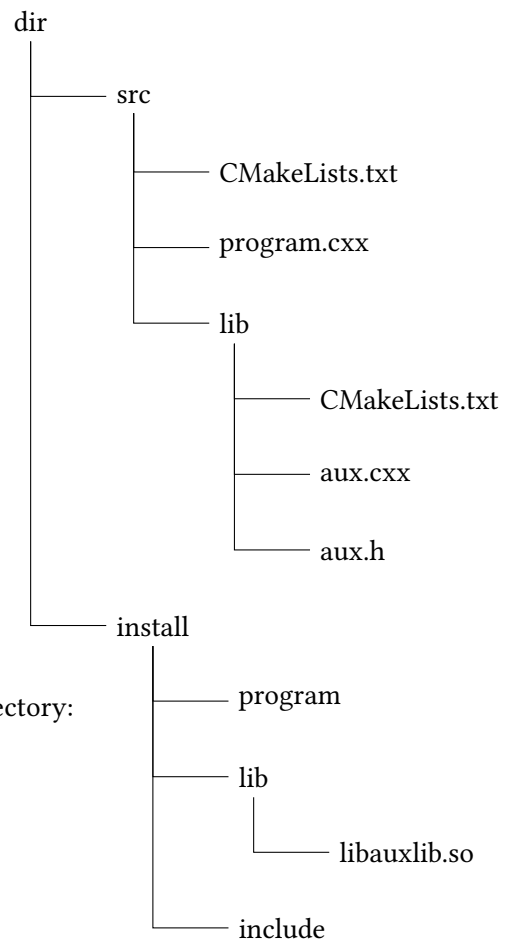 dir
src
CMakeLists.txt
program.cxx
lib
CMakeLists.txt
aux.cxx
aux.h
install
program
ectory:
lib
libauxlib.so
include